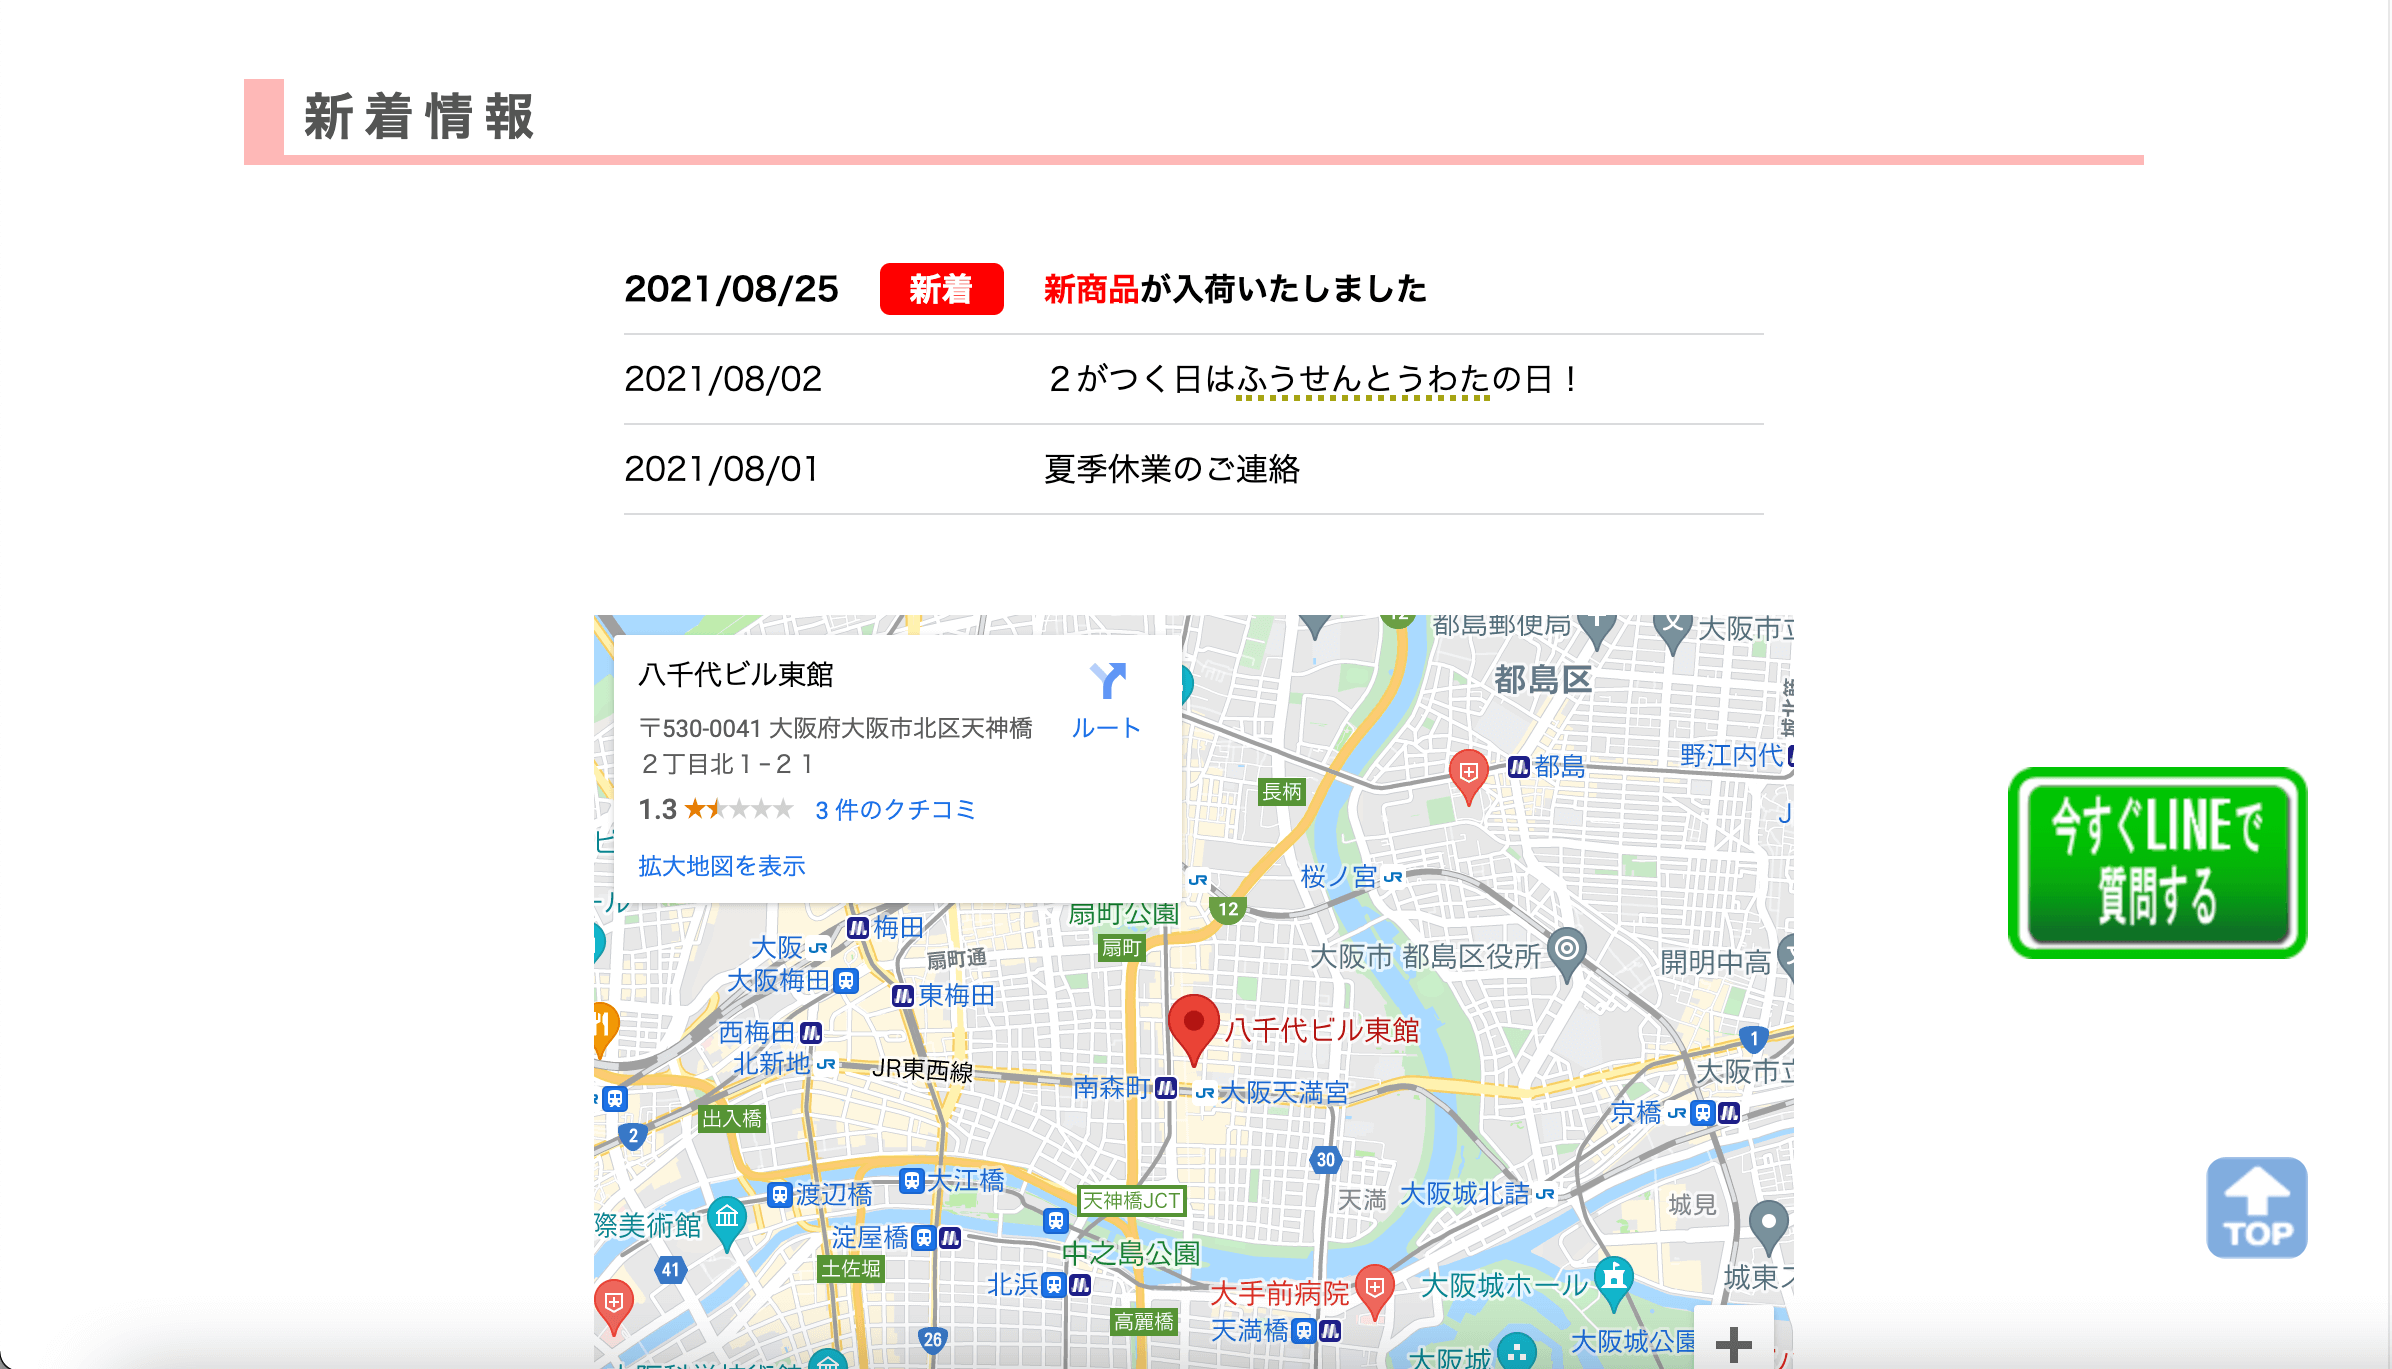 新着情報
2021/08/25 新着 新商品が入荷いたしました
2021/08/02 ２がつく日はふうせんとうわたの日！
2021/08/01 夏季休業のご連絡
八千代ビル東館
ルート
〒530-0041 大阪府大阪市北区天神橋
２丁目北１−２１
1.3 3 件のクチコミ
拡大地図を表示
12
都島郵便局
大阪市立
都島区
野江内代
都島
長柄
桜ノ宮 JR
JR
12
扇町公園
扇町
梅田
大阪 JR
扇町通
大阪市 都島区役所
開明中高
大阪梅田
東梅田
西梅田
八千代ビル東館
1
北新地 JR
JR東西線
大阪市立
南森町
JR 大阪天満宮
京橋 JR
出入橋
2
30
大江橋
渡辺橋
天神橋JCT
天満
大阪城北詰 JR
城見
際美術館
淀屋橋
中之島公園
41
土佐堀
北浜
大手前病院
大阪城ホール
城東
高麗橋
天満橋
26
大阪城公園
大阪城
今すぐLINEで
質問する
TOP